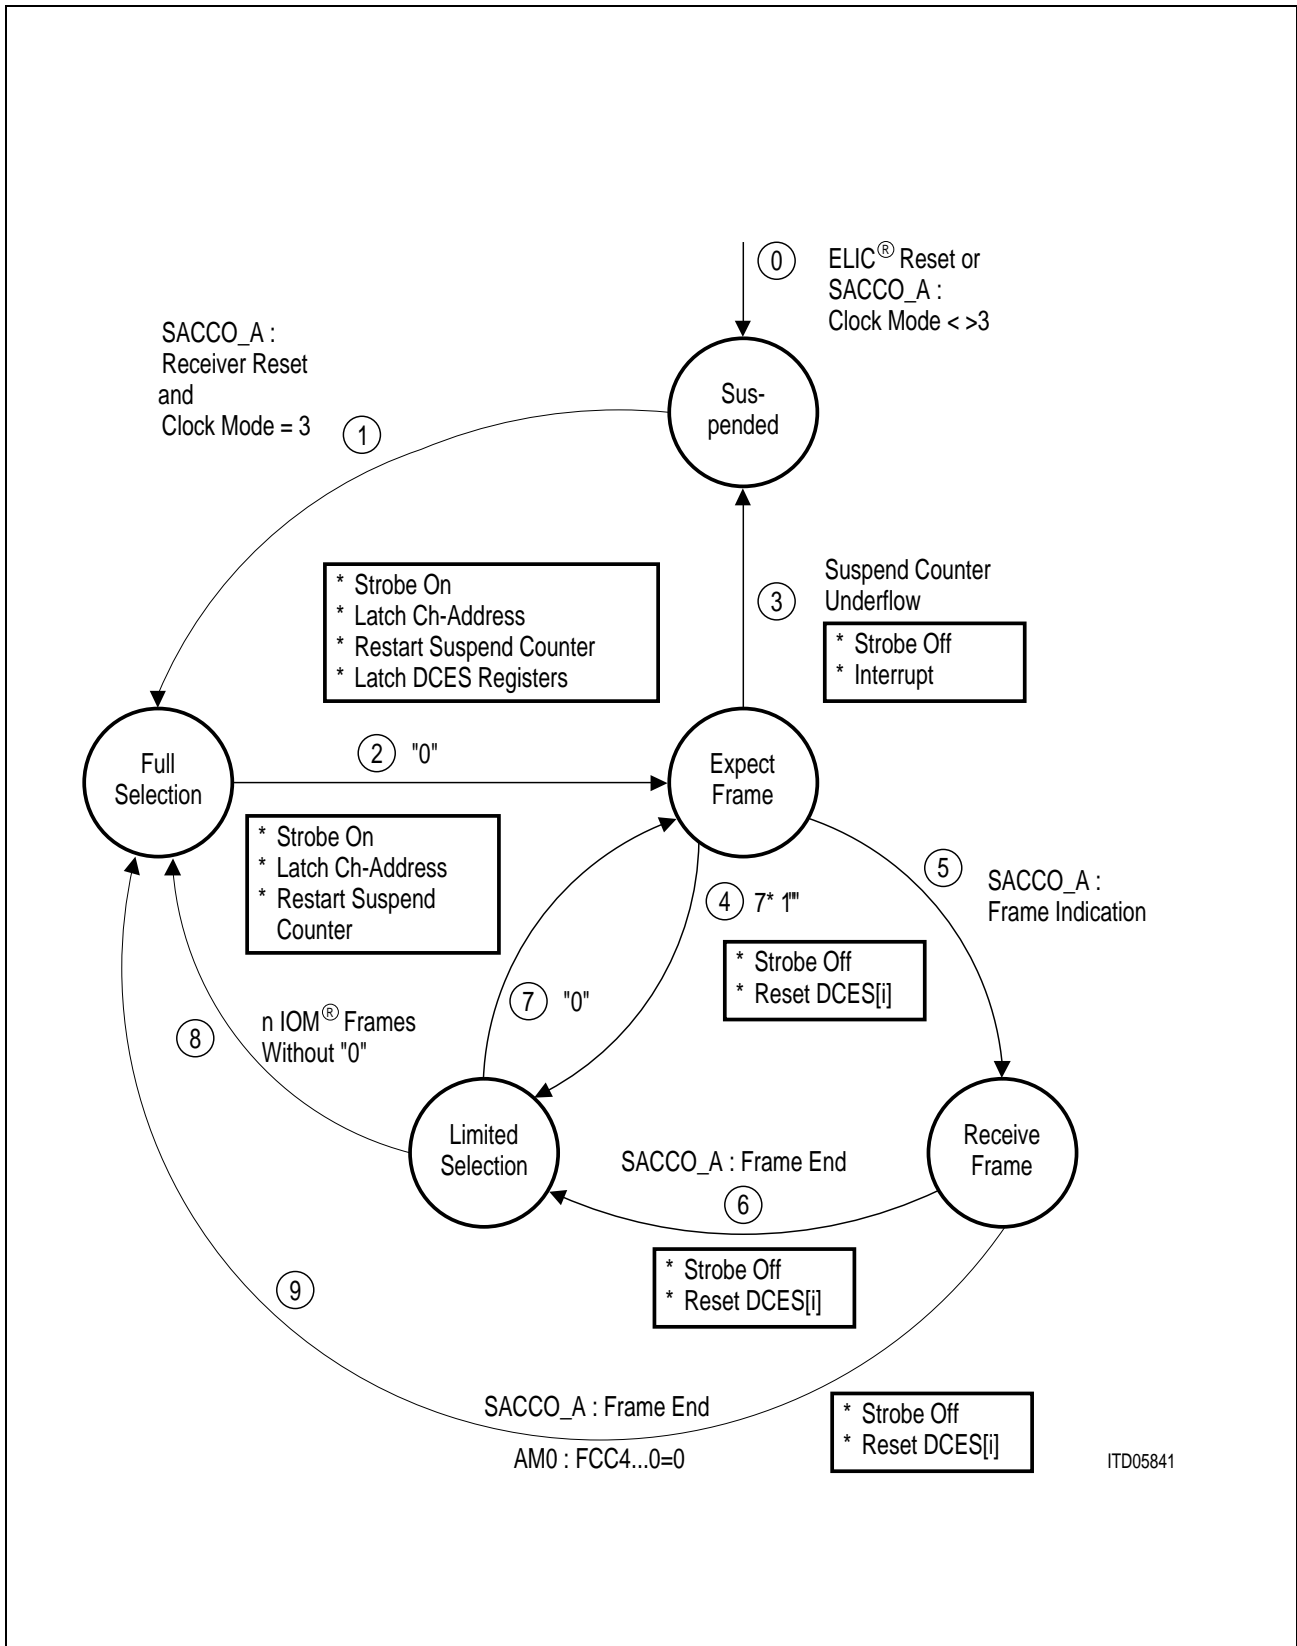 0
ELIC® Reset or
SACCO_A :
Clock Mode < >3
SACCO_A :
Receiver Reset
and
Clock Mode = 3
1
Sus-
pended
* Strobe On
* Latch Ch-Address
* Restart Suspend Counter
* Latch DCES Registers
3
Suspend Counter
Underflow
* Strobe Off
* Interrupt
Full
Selection
2 "0"
Expect
Frame
* Strobe On
* Latch Ch-Address
* Restart Suspend
Counter
4 7* 1""
* Strobe Off
* Reset DCES[i]
5
SACCO_A :
Frame Indication
7 "0"
8
n IOM® Frames
Without "0"
Limited
Selection
Receive
Frame
SACCO_A : Frame End
6
* Strobe Off
* Reset DCES[i]
9
SACCO_A : Frame End
AM0 : FCC4...0=0
* Strobe Off
* Reset DCES[i]
ITD05841